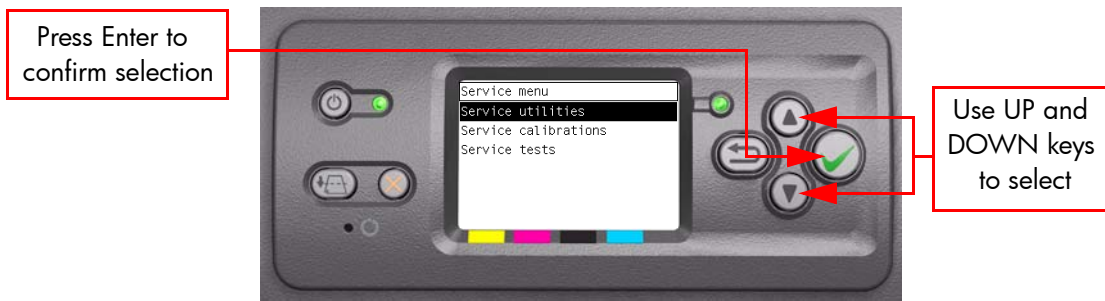 Press Enter to
confirm selection
Service menu
Service utilities
Service calibrations
Service tests
Use UP and
DOWN keys
to select